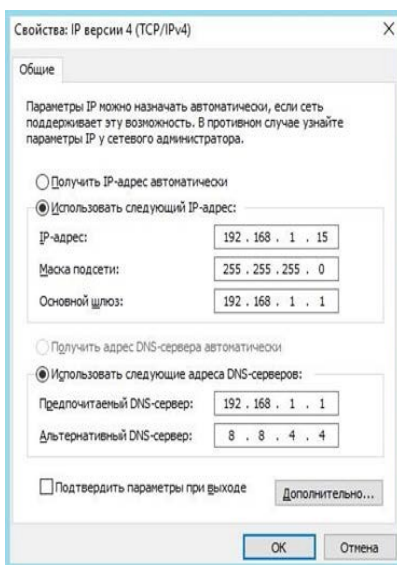 Свойства: IP версии 4 (TCP/IPv4)
Общие
Параметры IP можно назначать автоматически, если сеть
поддерживает эту возможность. В противном случае узнайте
параметры IP у сетевого администратора.
Получить IP-адрес автоматически
Использовать следующий IP-адрес:
IP-адрес: 192 . 168 . 1 . 15
Маска подсети: 255 . 255 . 255 . 0
Основной шлюз: 192 . 168 . 1 . 1
Получить адрес DNS-сервера автоматически
Использовать следующие адреса DNS-серверов:
Предпочитаемый DNS-сервер: 192 . 168 . 1 . 1
Альтернативный DNS-сервер: 8 . 8 . 4 . 4
Подтвердить параметры при выходе Дополнительно...
ОК Отмена